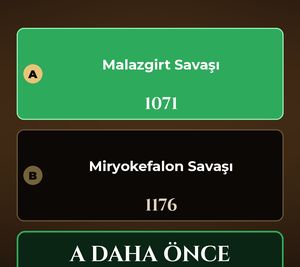 A
Malazgirt Savaşı
1071
B
Miryokefalon Savaşı
1176
A DAHA ÖNCE